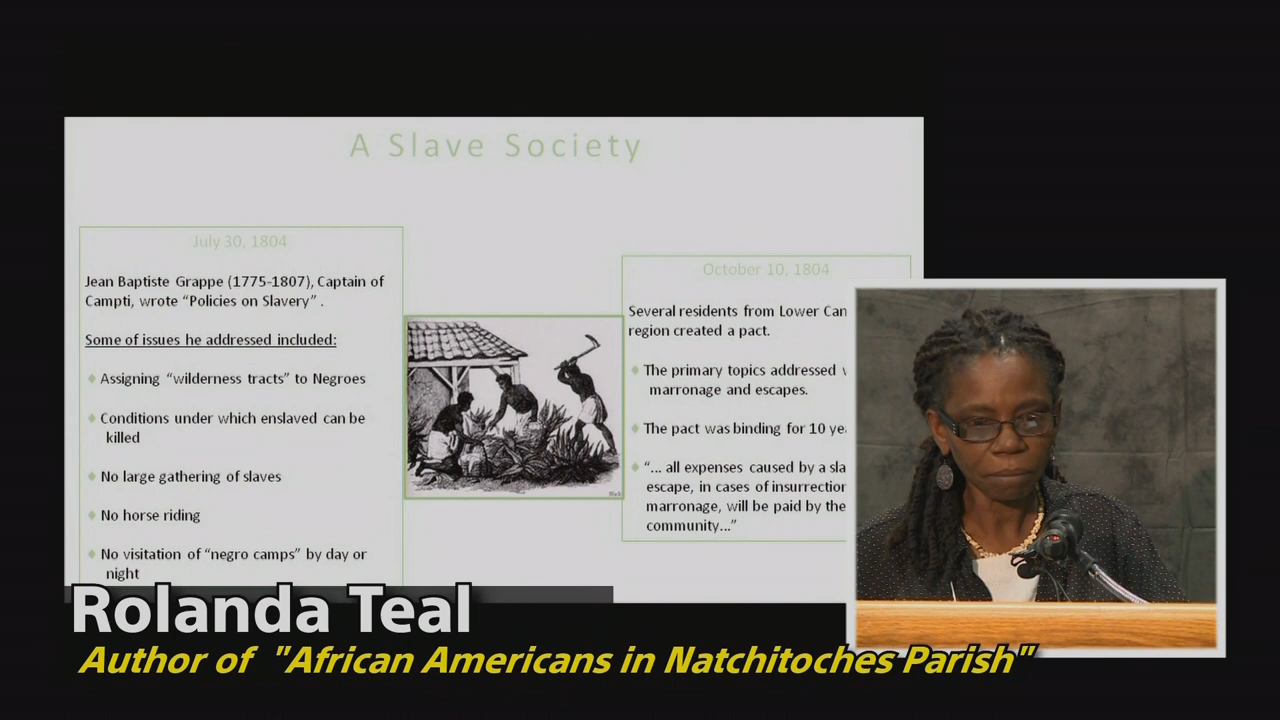 A Slave Society
July 30, 1804
Jean Baptiste Grappe (1775-1807), Captain of
Campti, wrote “Policies on Slavery” .
Some of issues he addressed included:
Assigning “wilderness tracts” to Negroes
Conditions under which enslaved can be
killed
No large gathering of slaves
No horse riding
No visitation of “negro camps” by day or
night
October 10, 1804
Several residents from Lower Can
region created a pact.
The primary topics addressed
marronage and escapes.
The pact was binding for 10
“... all expenses caused by a
escape, in cases of
marronage, will be paid by the
community...”
Rolanda Teal
Author of "African Americans in Natchitoches Parish"